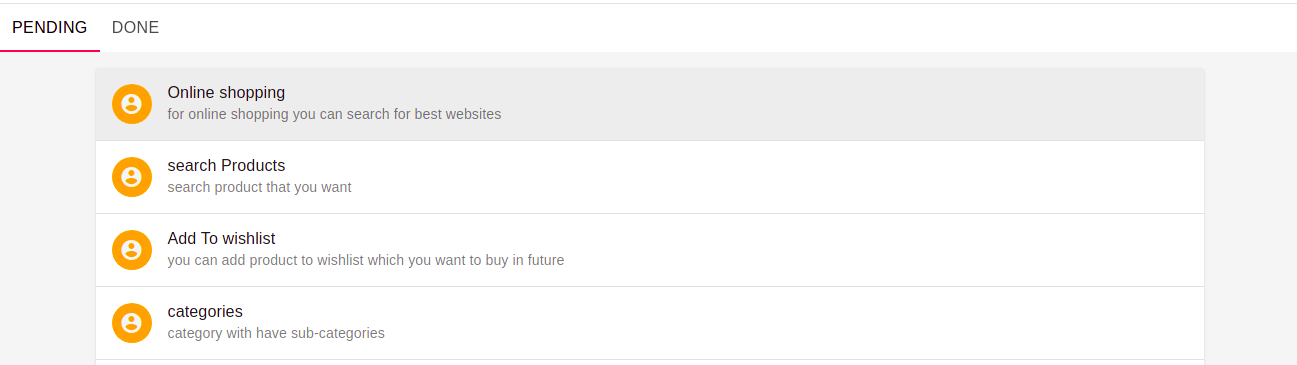 PENDING DONE
Online shopping
for online shopping you can search for best websites
search Products
search product that you want
Add To wishlist
you can add product to wishlist which you want to buy in future
categories
category with have sub-categories